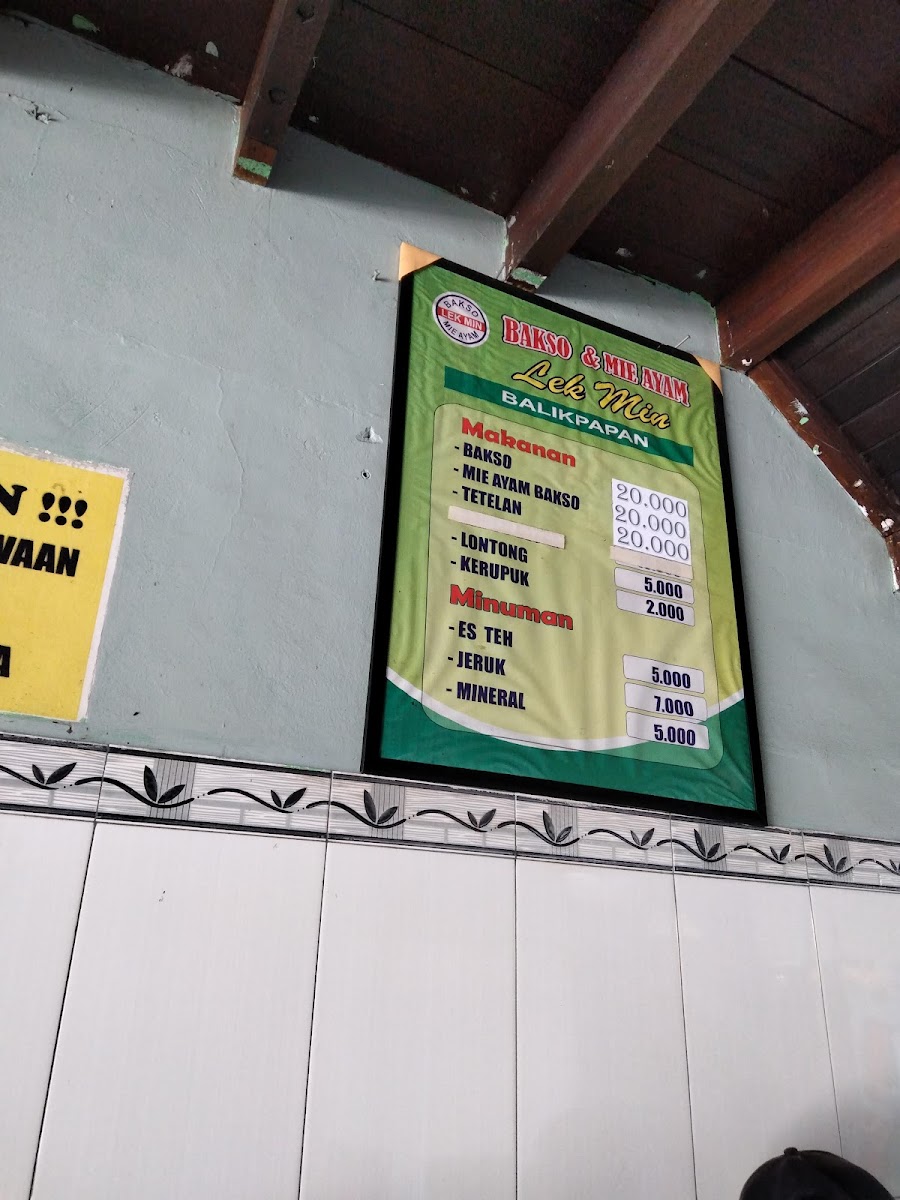 N !!!
WAAN
A
BAKSO
LEK MIN
MIE AYAM
BAKSO & MIE AYAM
Lek Min
BALIKPAPAN
Makanan
- BAKSO 20.000
- MIE AYAM BAKSO 20.000
- TETELAN 20.000
- LONTONG 5.000
- KERUPUK 2.000
Minuman
- ES TEH 5.000
- JERUK 7.000
- MINERAL 5.000